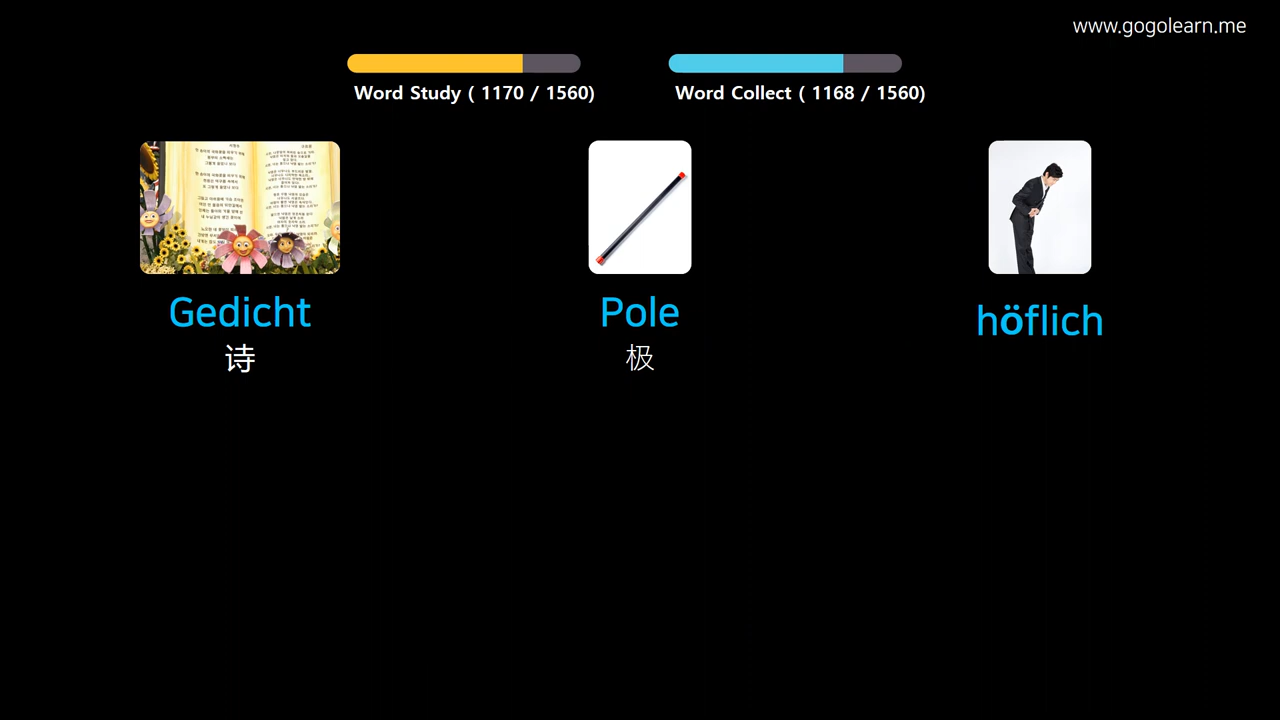 www.gogolearn.me
Word Study ( 1170 / 1560)
Word Collect ( 1168 / 1560)
Gedicht
诗
Pole
极
höflich